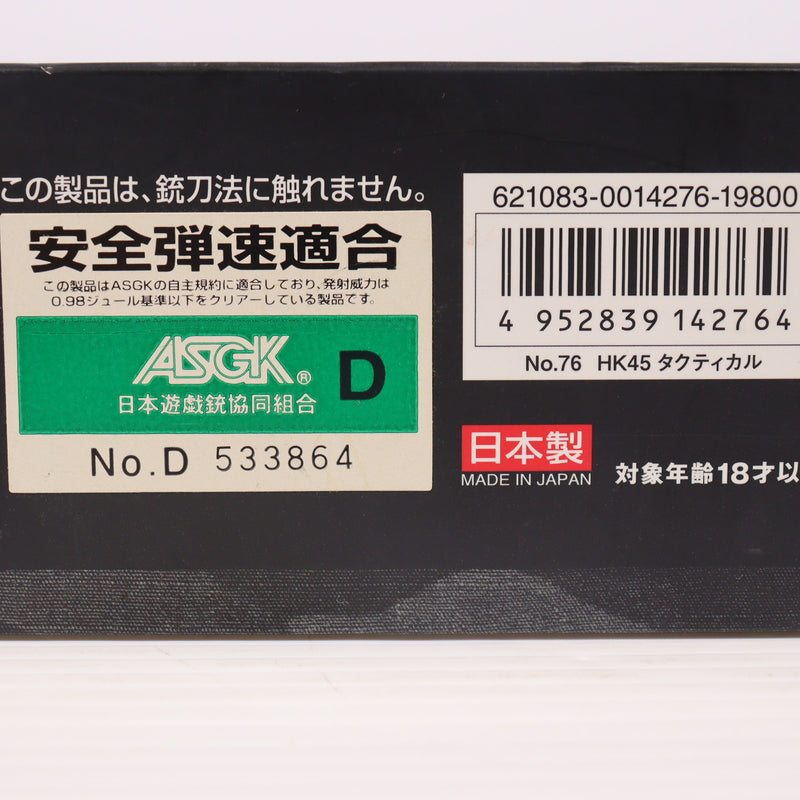 この製品は、銃刀法に触れません。
安全弾速適合
この製品はASGKの自主規約に適合しており、発射威力は
0.98ジュール基準以下をクリアーしている製品です。
ASGK® D
日本遊戯銃協同組合
No.D 533864
621083-0014276-19800
4 952839 142764
No.76 HK45 タクティカル
日本製
MADE IN JAPAN
対象年齢18才以